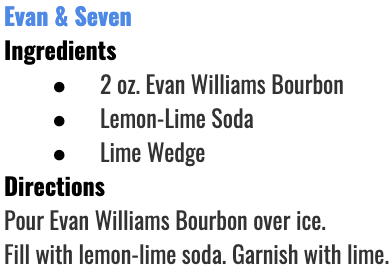 Evan & Seven
Ingredients
● 2 oz. Evan Williams Bourbon
● Lemon-Lime Soda
● Lime Wedge
Directions
Pour Evan Williams Bourbon over ice.
Fill with lemon-lime soda. Garnish with lime.